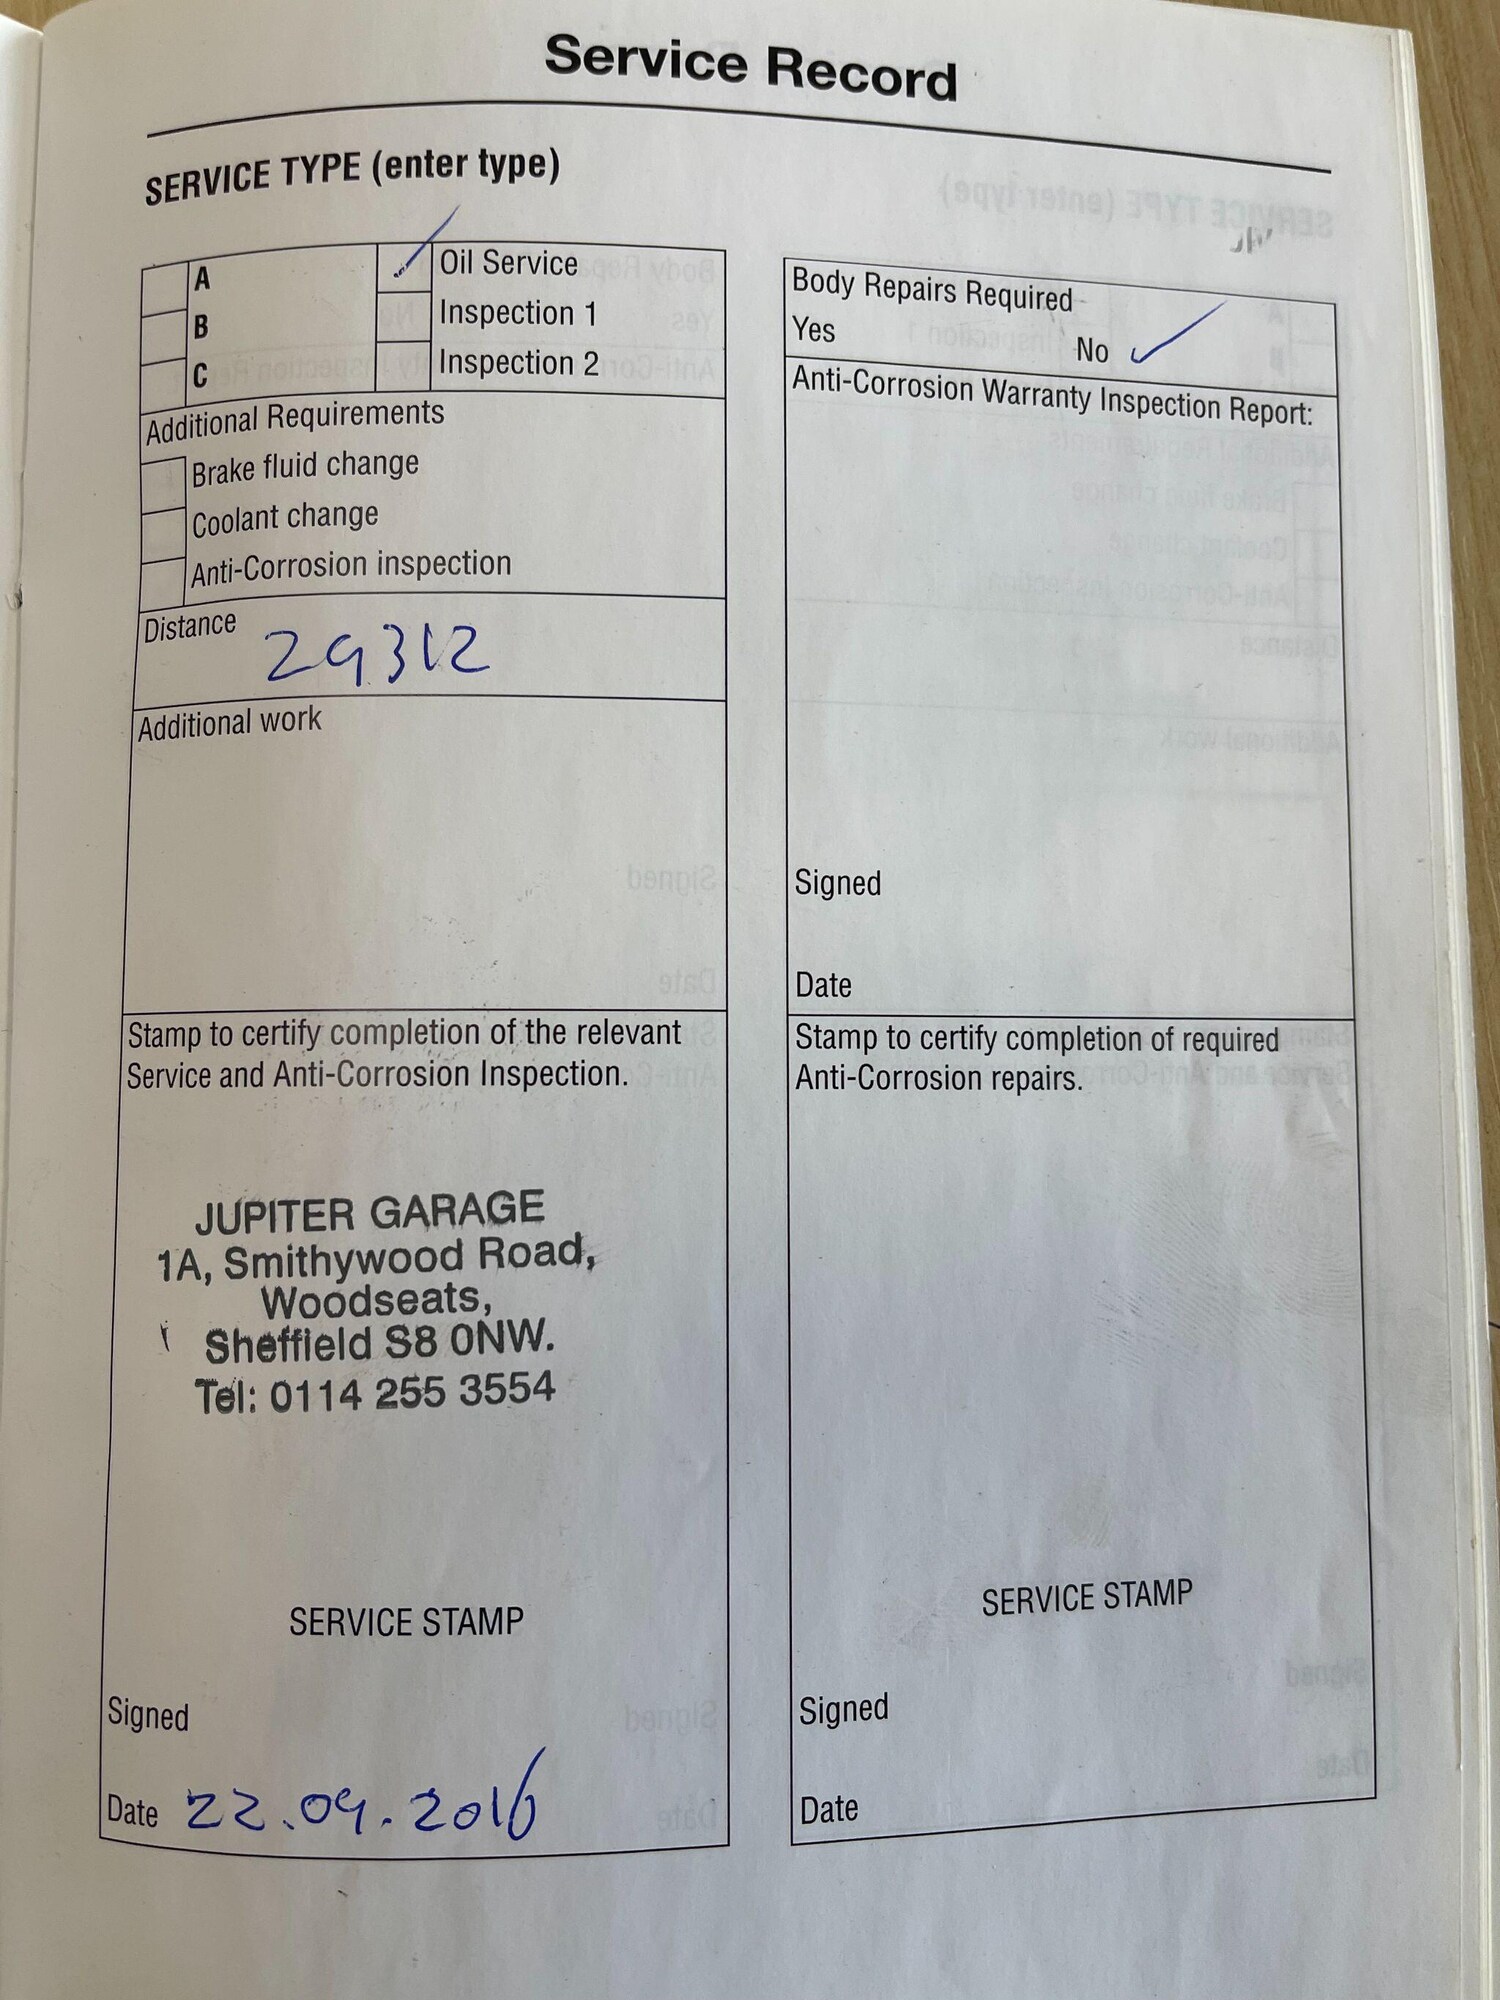 Service Record
SERVICE TYPE (enter type)
A
B
C
Oil Service
Inspection 1
Inspection 2
Additional Requirements
Brake fluid change
Coolant change
Anti-Corrosion inspection
Distance 29312
Additional work
Stamp to certify completion of the relevant
Service and Anti-Corrosion Inspection.
JUPITER GARAGE
1A, Smithywood Road,
Woodseats,
Sheffield S8 0NW.
Tel: 0114 255 3554
SERVICE STAMP
Signed
Date 22.09.2016
Body Repairs Required
Yes No
Anti-Corrosion Warranty Inspection Report:
Signed
Date
Stamp to certify completion of required
Anti-Corrosion repairs.
SERVICE STAMP
Signed
Date